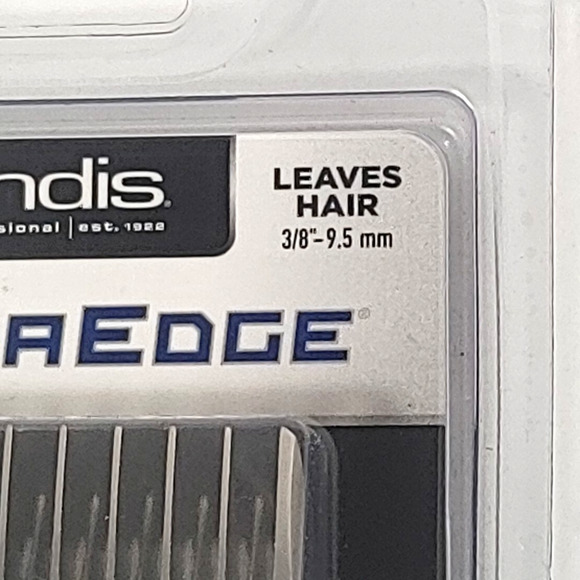 ndis®
sional | est. 1922
LEAVES
HAIR
3/8"-9.5 mm
AEDGE®